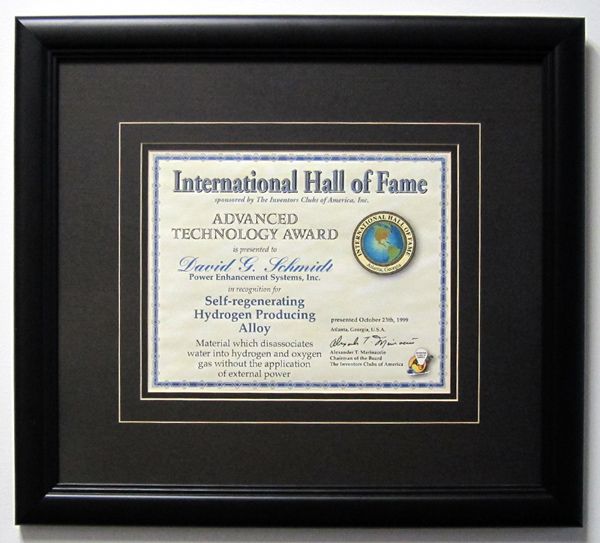 International Hall of Fame
sponsored by The Inventors Clubs of America, Inc.
ADVANCED
TECHNOLOGY AWARD
is presented to
David G. Schmidt
Power Enhancement Systems, Inc.
in recognition for
Self-regenerating
Hydrogen Producing
Alloy
Material which disassociates
water into hydrogen and oxygen
gas without the application
of external power
INTERNATIONAL HALL OF FAME
Atlanta, Georgia
presented October 23th, 1999
Atlanta, Georgia, U.S.A.
Alexander T. Marinaccio
Chairman of the Board
The Inventors Clubs of America